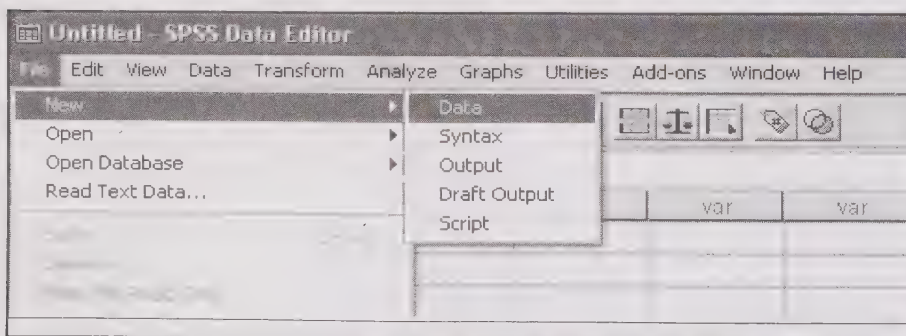 Untitled - SPSS Data Editor
File Edit View Data Transform Analyze Graphs Utilities Add-ons Window Help
New
Data
Open
Syntax
Open Database
Output
Read Text Data...
Draft Output
Script
var var